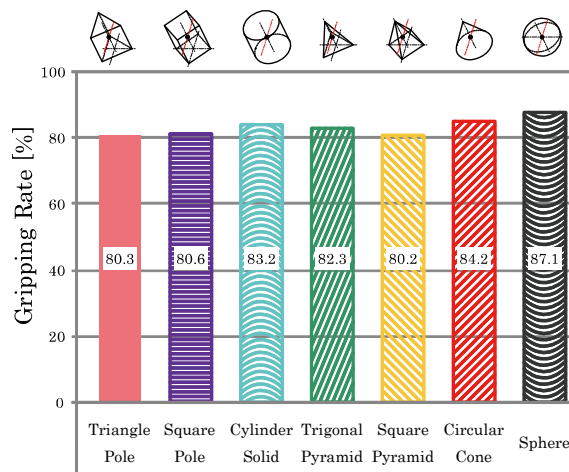 Gripping Rate [%]
100
80
60
40
20
0
80.3 80.6 83.2 82.3 80.2 84.2 87.1
Triangle Pole
Square Pole
Cylinder Solid
Trigonal Pyramid
Square Pyramid
Circular Cone
Sphere